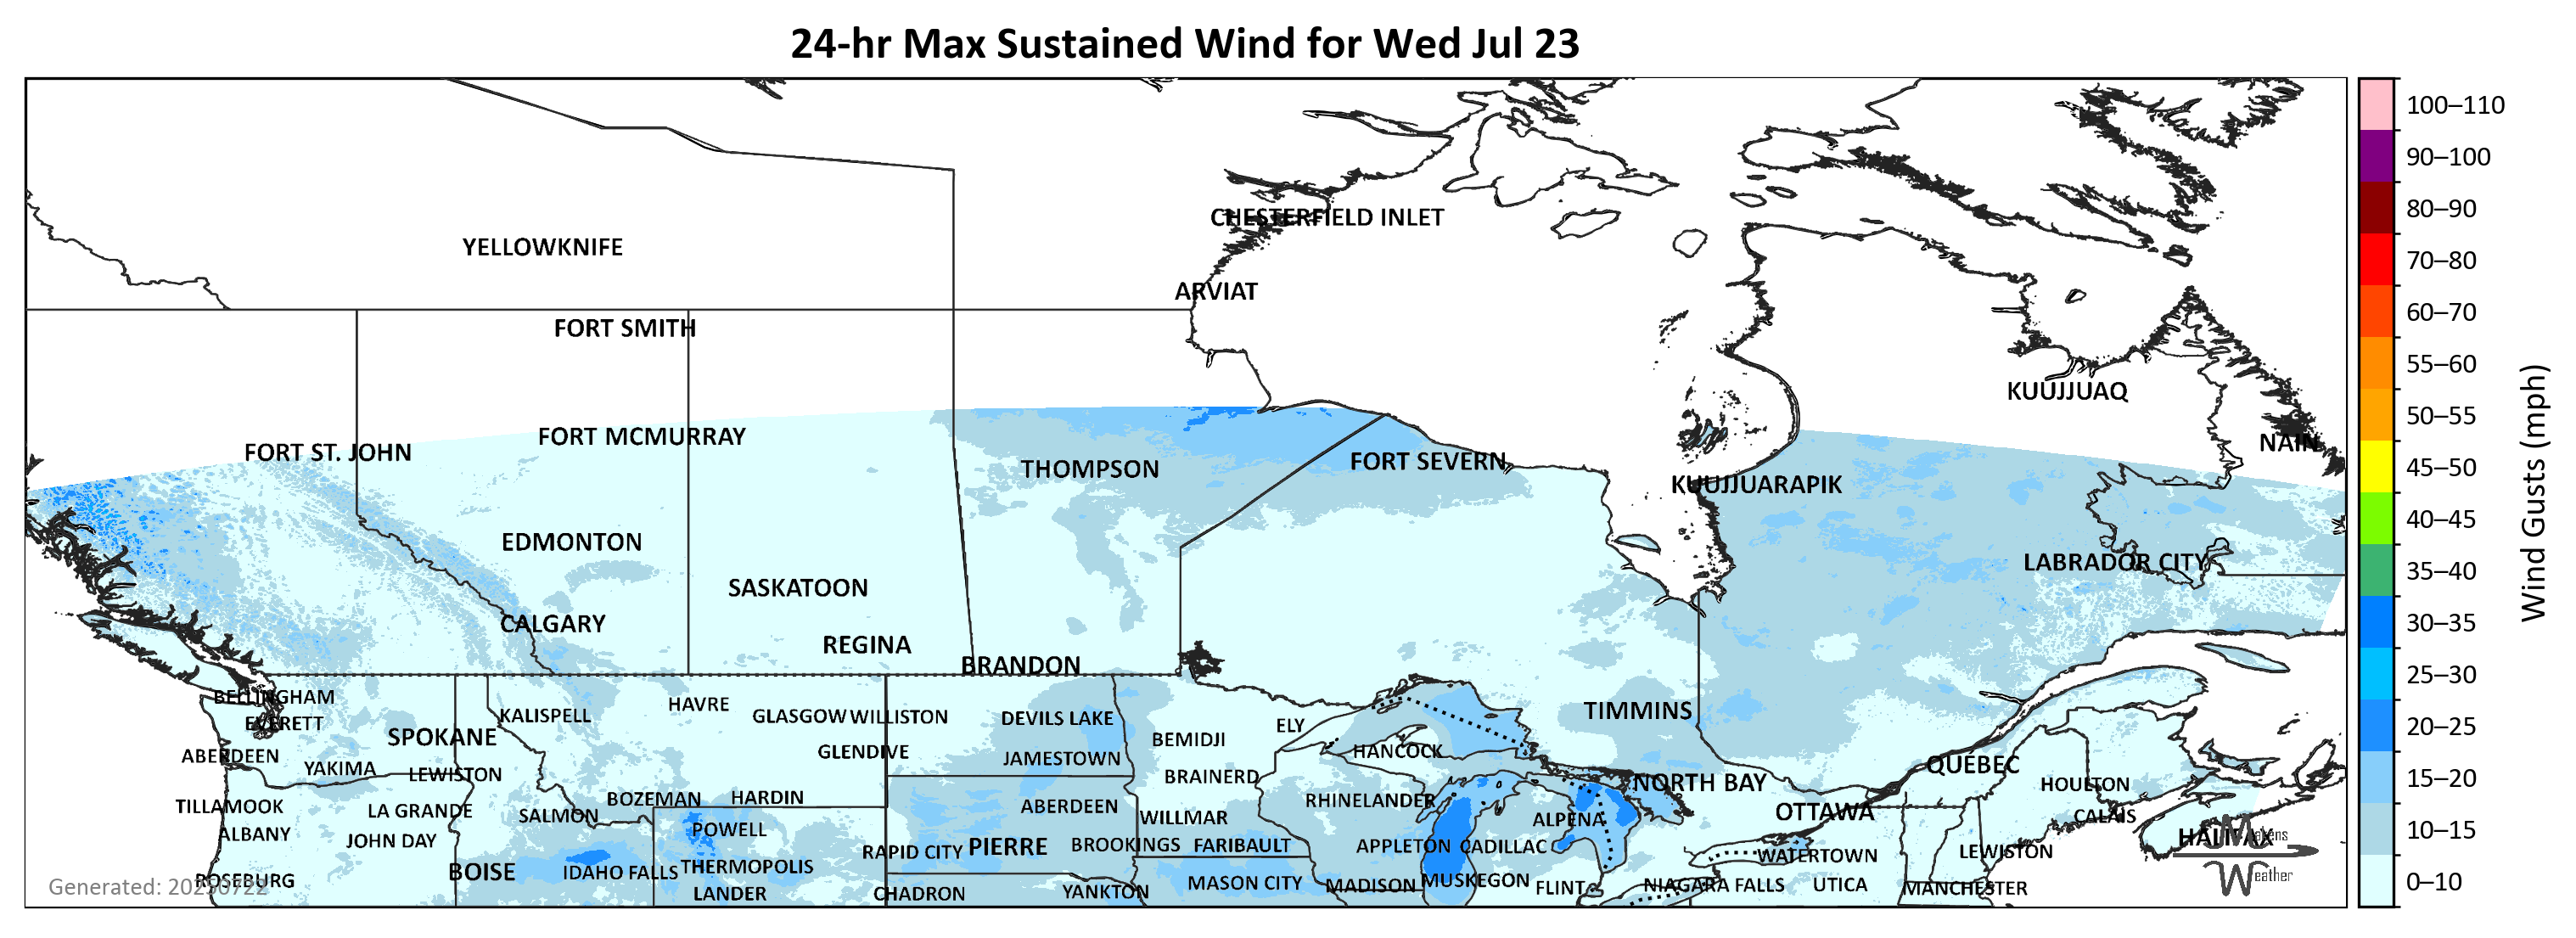 24-hr Max Sustained Wind for Wed Jul 23
100–110
90–100
80–90
70–80
60–70
55–60
50–55
45–50
40–45
35–40
30–35
25–30
20–25
15–20
10–15
0–10
Wind Gusts (mph)
CHESTERFIELD INLET
YELLOWKNIFE
ARVIAT
FORT SMITH
KUUJJUAQ
FORT MCMURRAY
NAIN
FORT ST. JOHN
FORT SEVERN
THOMPSON
KUUJJUARAPIK
EDMONTON
LABRADOR CITY
SASKATOON
CALGARY
REGINA
BRANDON
BELLINGHAM
HAVRE
TIMMINS
KALISPELL
GLASGOW WILLISTON
DEVILS LAKE
EVERETT
ELY
SPOKANE
BEMIDJI
HANCOCK
GLENDIVE
ABERDEEN
JAMESTOWN
QUÉBEC
YAKIMA
LEWISTON
BRAINERD
NORTH BAY
HOULTON
BOZEMAN
HARDIN
RHINELANDER
TILLAMOOK
ABERDEEN
LA GRANDE
OTTAWA
SALMON
CALAIS
WILLMAR
ALPENA
POWELL
ALBANY
HALIFAX
Makens
Weather
JOHN DAY
BROOKINGS
FARIBAULT
APPLETON
CADILLAC
PIERRE
RAPID CITY
LEWISTON
WATERTOWN
THERMOPOLIS
BOISE
IDAHO FALLS
ROSEBURG
MUSKEGON
MASON CITY
MADISON
NIAGARA FALLS
UTICA
Generated: 20250722
FLINT
MANCHESTER
YANKTON
LANDER
CHADRON